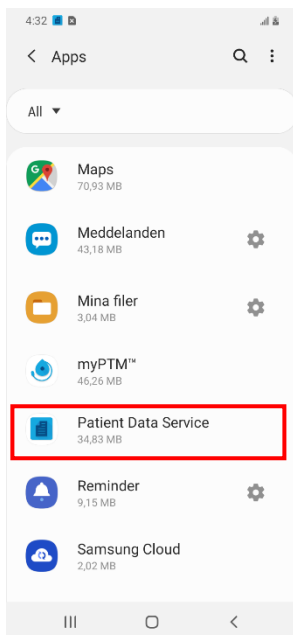 4:32
Apps
All
Maps
70,93 MB
Meddelanden
43,18 MB
Mina filer
3,04 MB
myPTM™
46,26 MB
Patient Data Service
34,83 MB
Reminder
9,15 MB
Samsung Cloud
2,02 MB